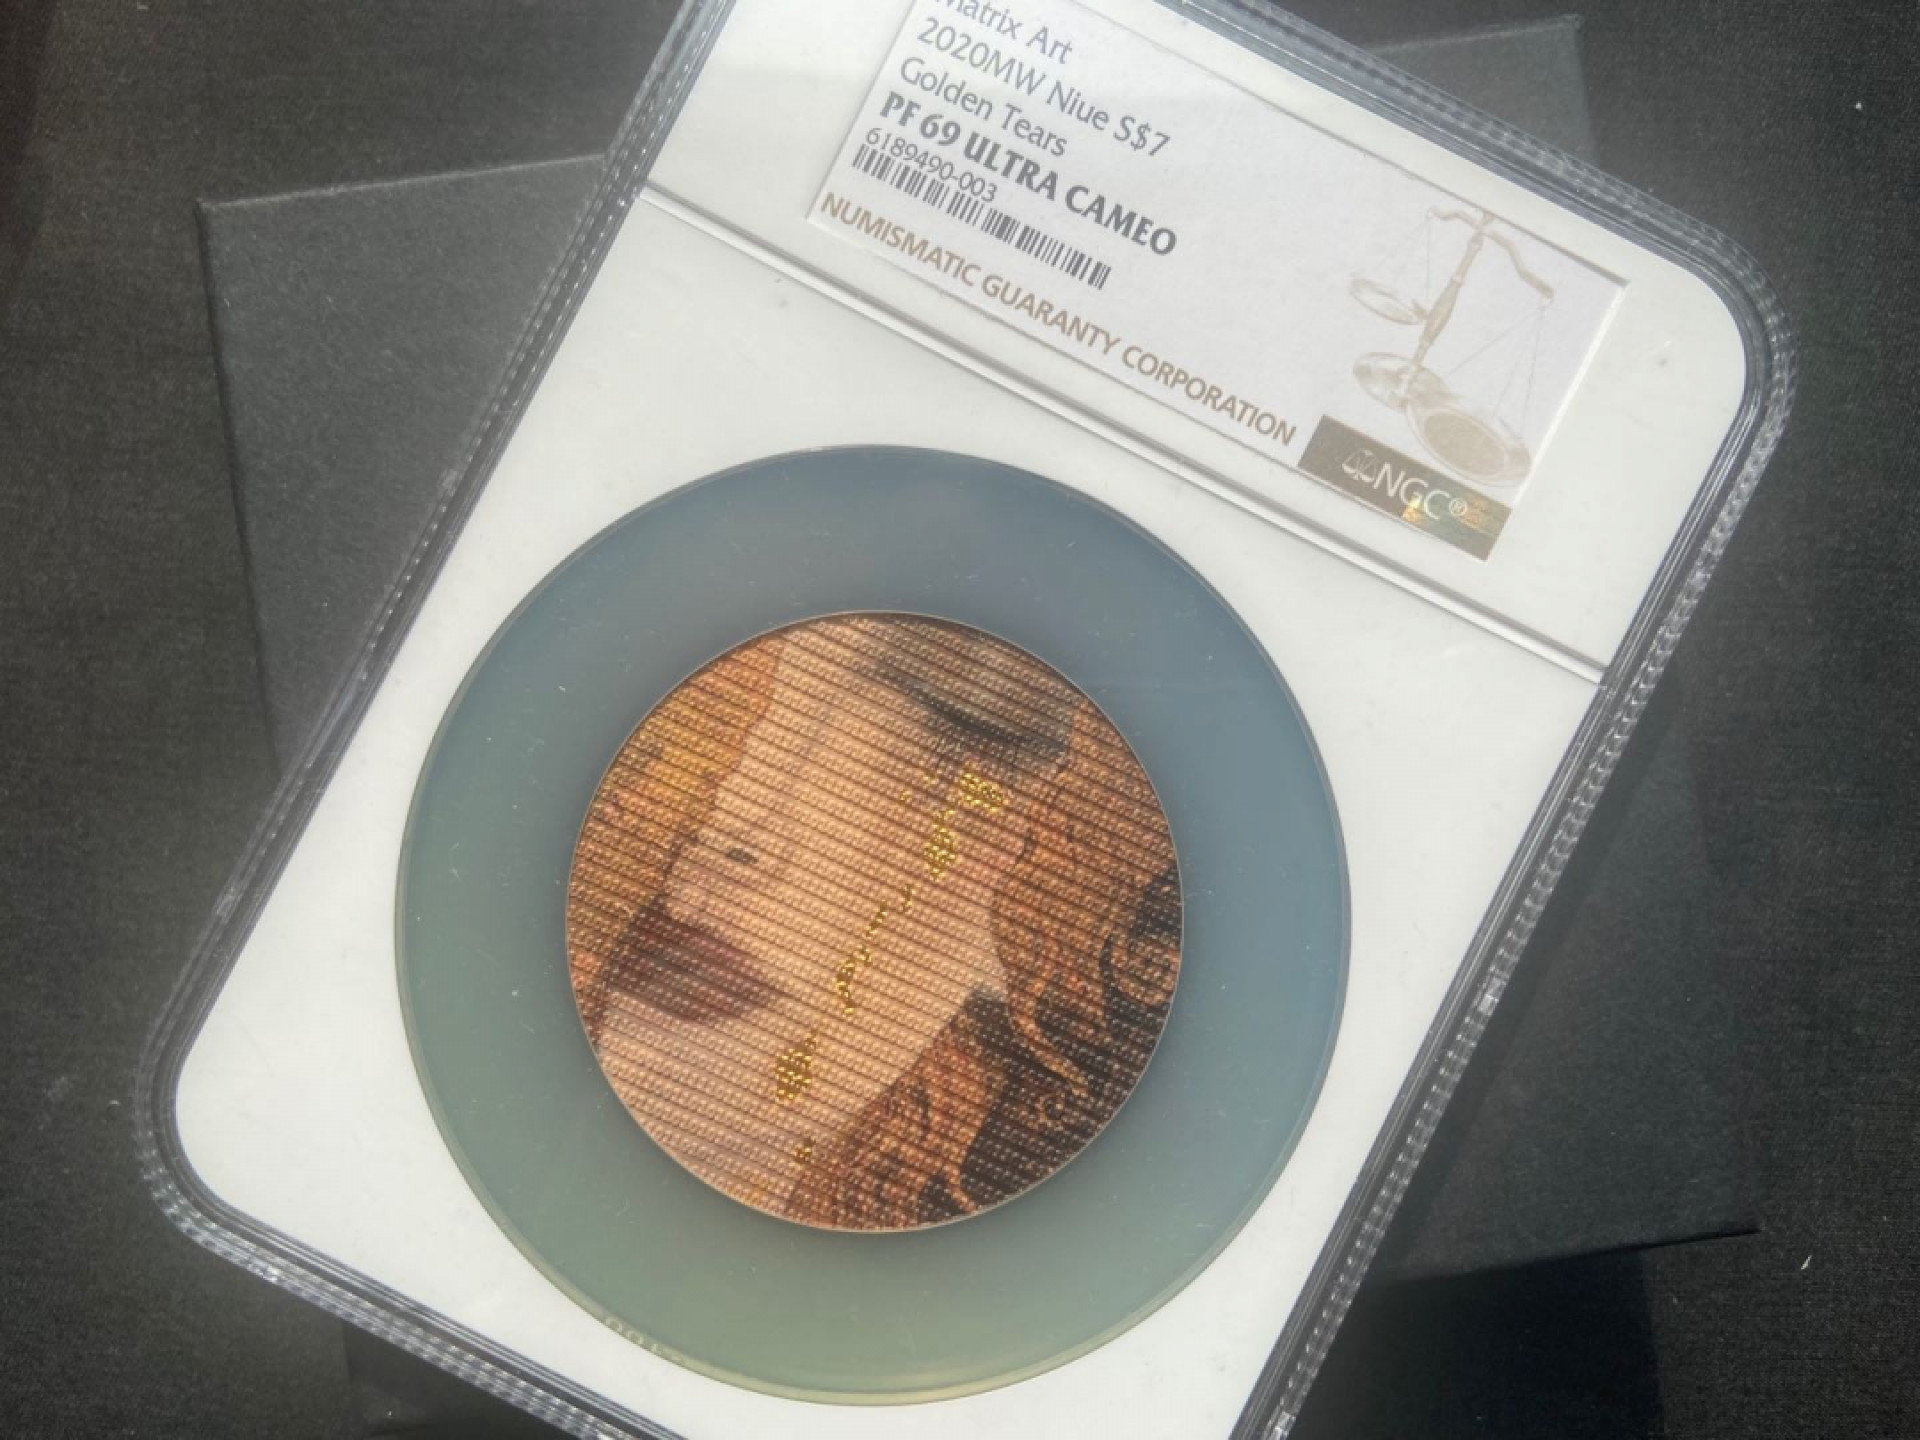 Matrix Art
2020MW Niue S$7
Golden Tears
PF 69 ULTRA CAMEO
6189490-003
NUMISMATIC GUARANTY CORPORATION
NGC®